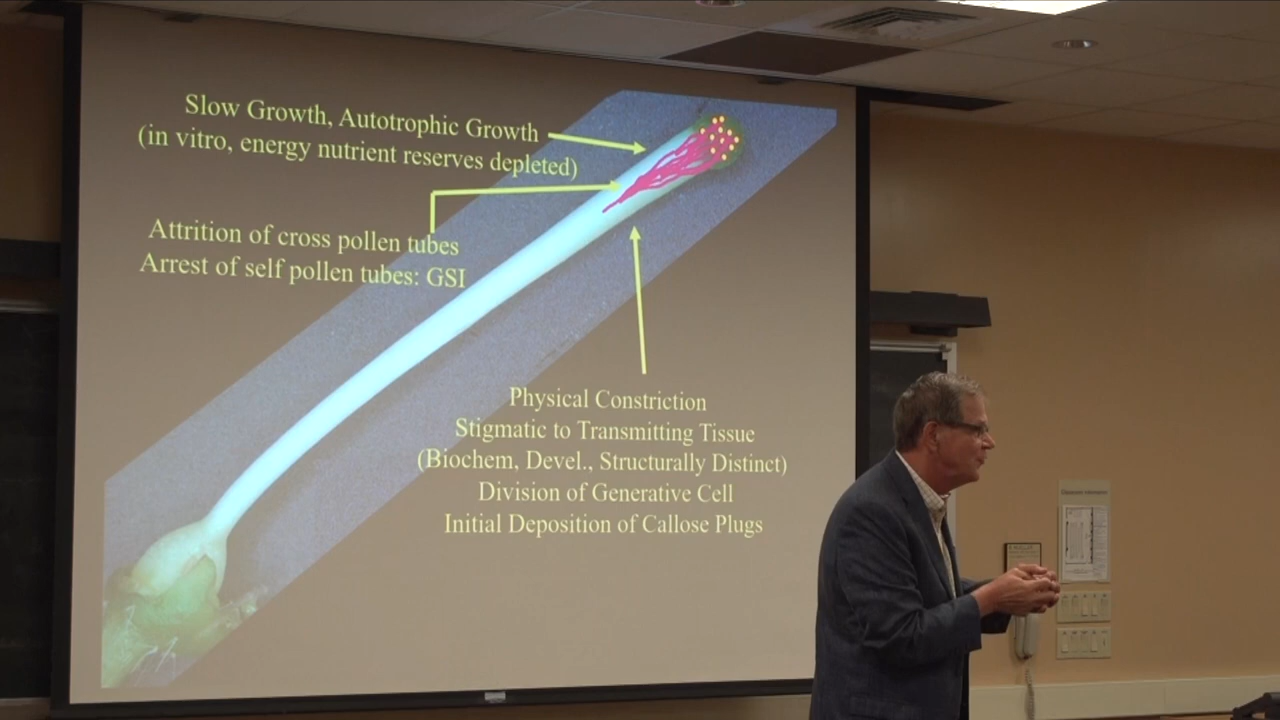 Slow Growth, Autotrophic Growth
(in vitro, energy nutrient reserves depleted)
Attrition of cross pollen tubes
Arrest of self pollen tubes: GSI
Physical Constriction
Stigmatic to Transmitting Tissue
(Biochem, Devel., Structurally Distinct)
Division of Generative Cell
Initial Deposition of Callose Plugs